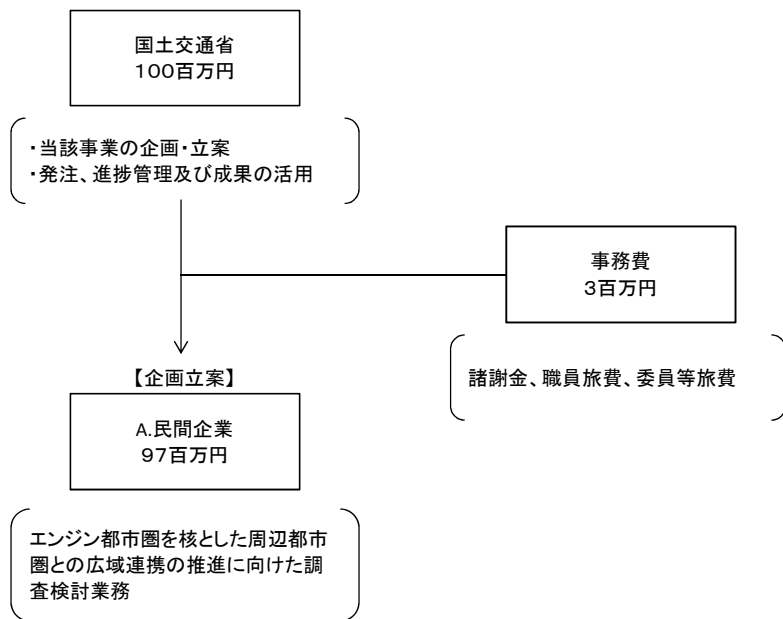 国土交通省
100百万円
・当該事業の企画・立案
・発注、進捗管理及び成果の活用
事務費
3百万円
諸謝金、職員旅費、委員等旅費
【企画立案】
A.民間企業
97百万円
エンジン都市圏を核とした周辺都市
圏との広域連携の推進に向けた調
査検討業務